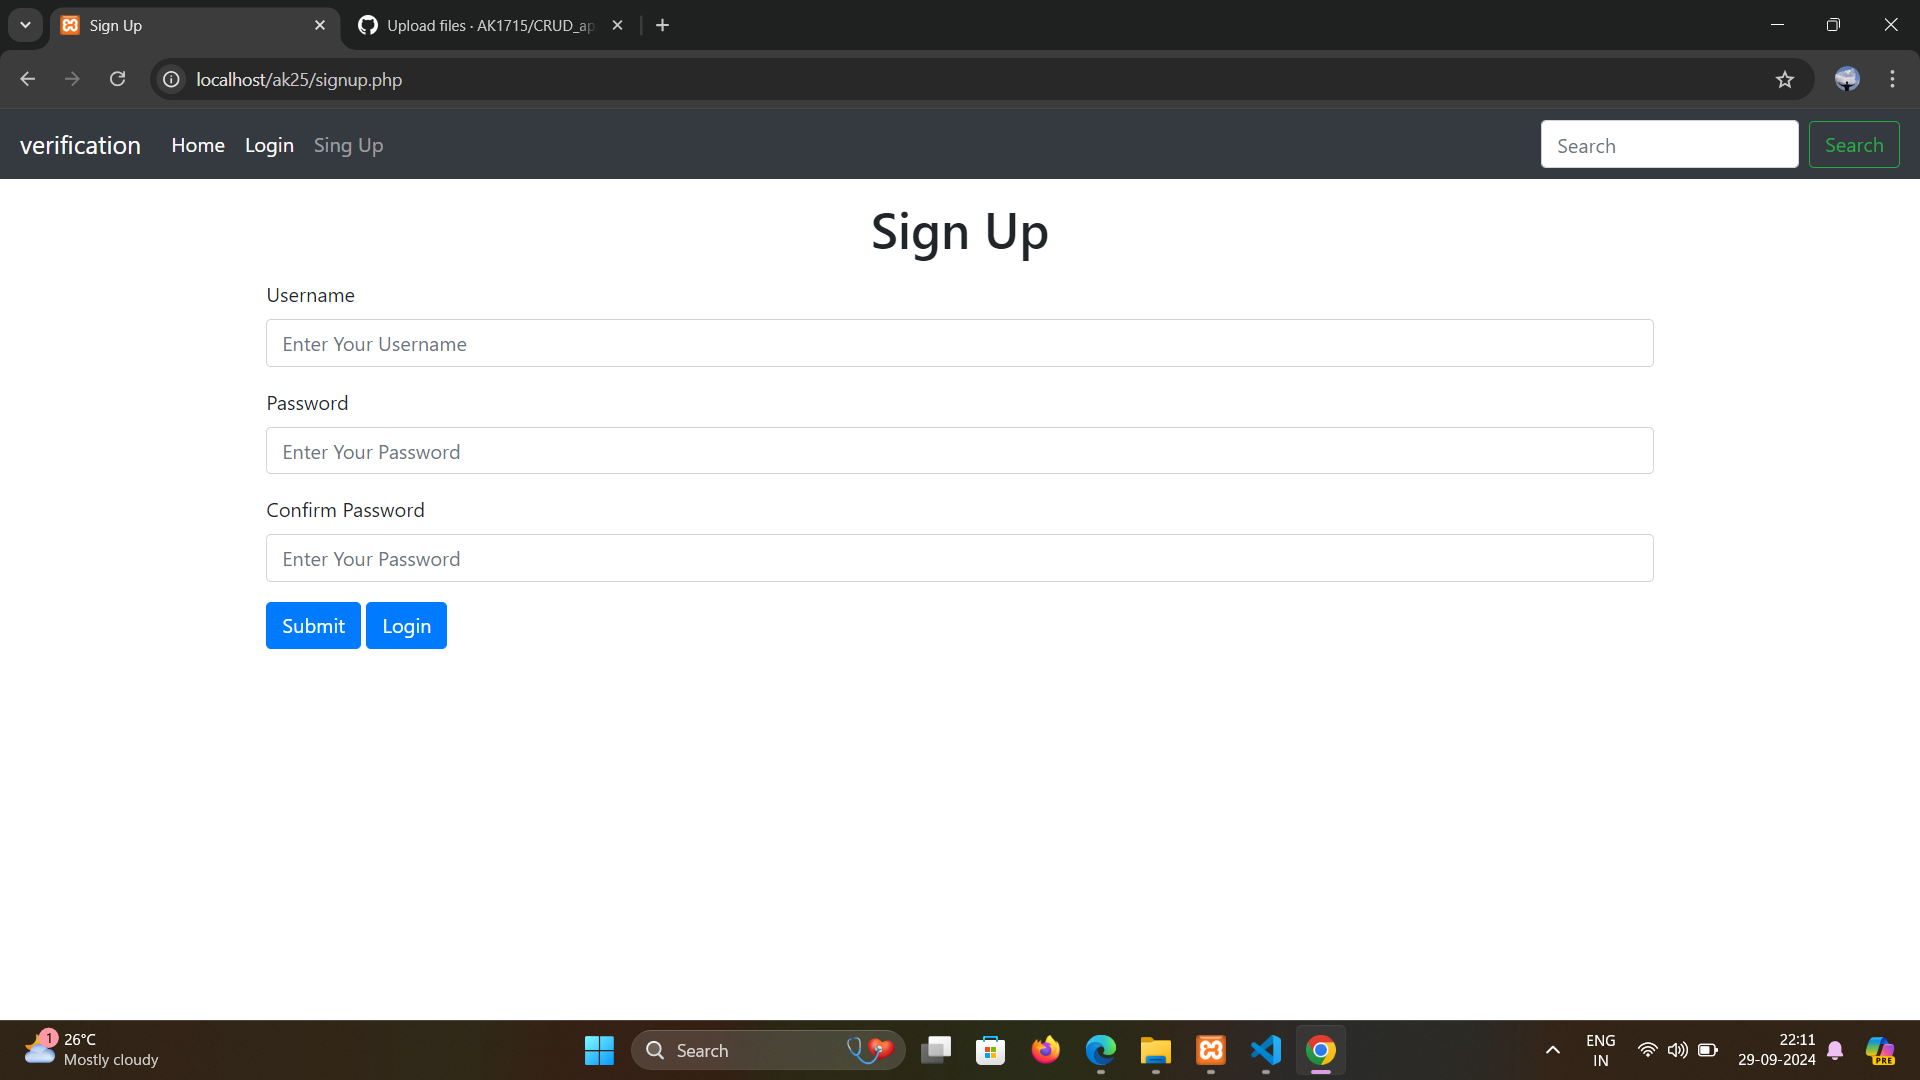 Sign Up
Upload files · AK1715/CRUD_ap
localhost/ak25/signup.php
verification Home Login Sing Up Search Search
Sign Up
Username
Enter Your Username
Password
Enter Your Password
Confirm Password
Enter Your Password
Submit Login
1 26°C
Mostly cloudy
Search
PRE
ENG
IN
22:11
29-09-2024